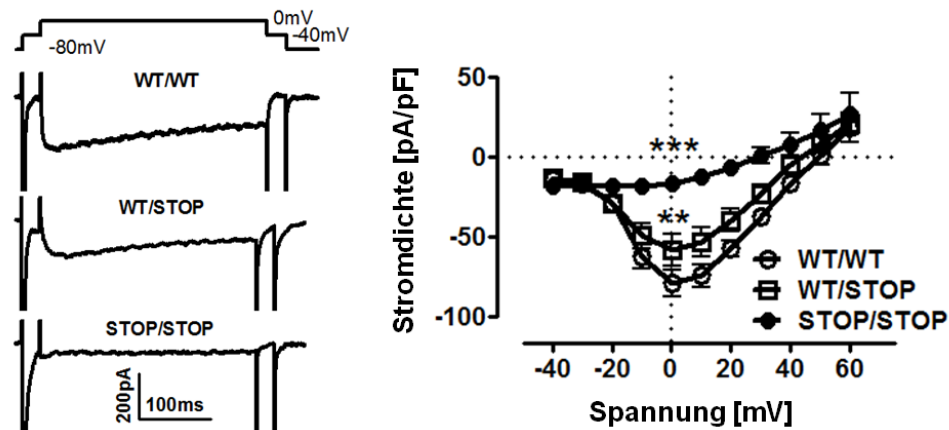 0mV
-40mV
-80mV
WT/WT
WT/STOP
STOP/STOP
200pA
100ms
Stromdichte [pA/pF]
50
0
-50
-100
***
**
WT/WT
WT/STOP
STOP/STOP
-40 -20 0 20 40 60
Spannung [mV]